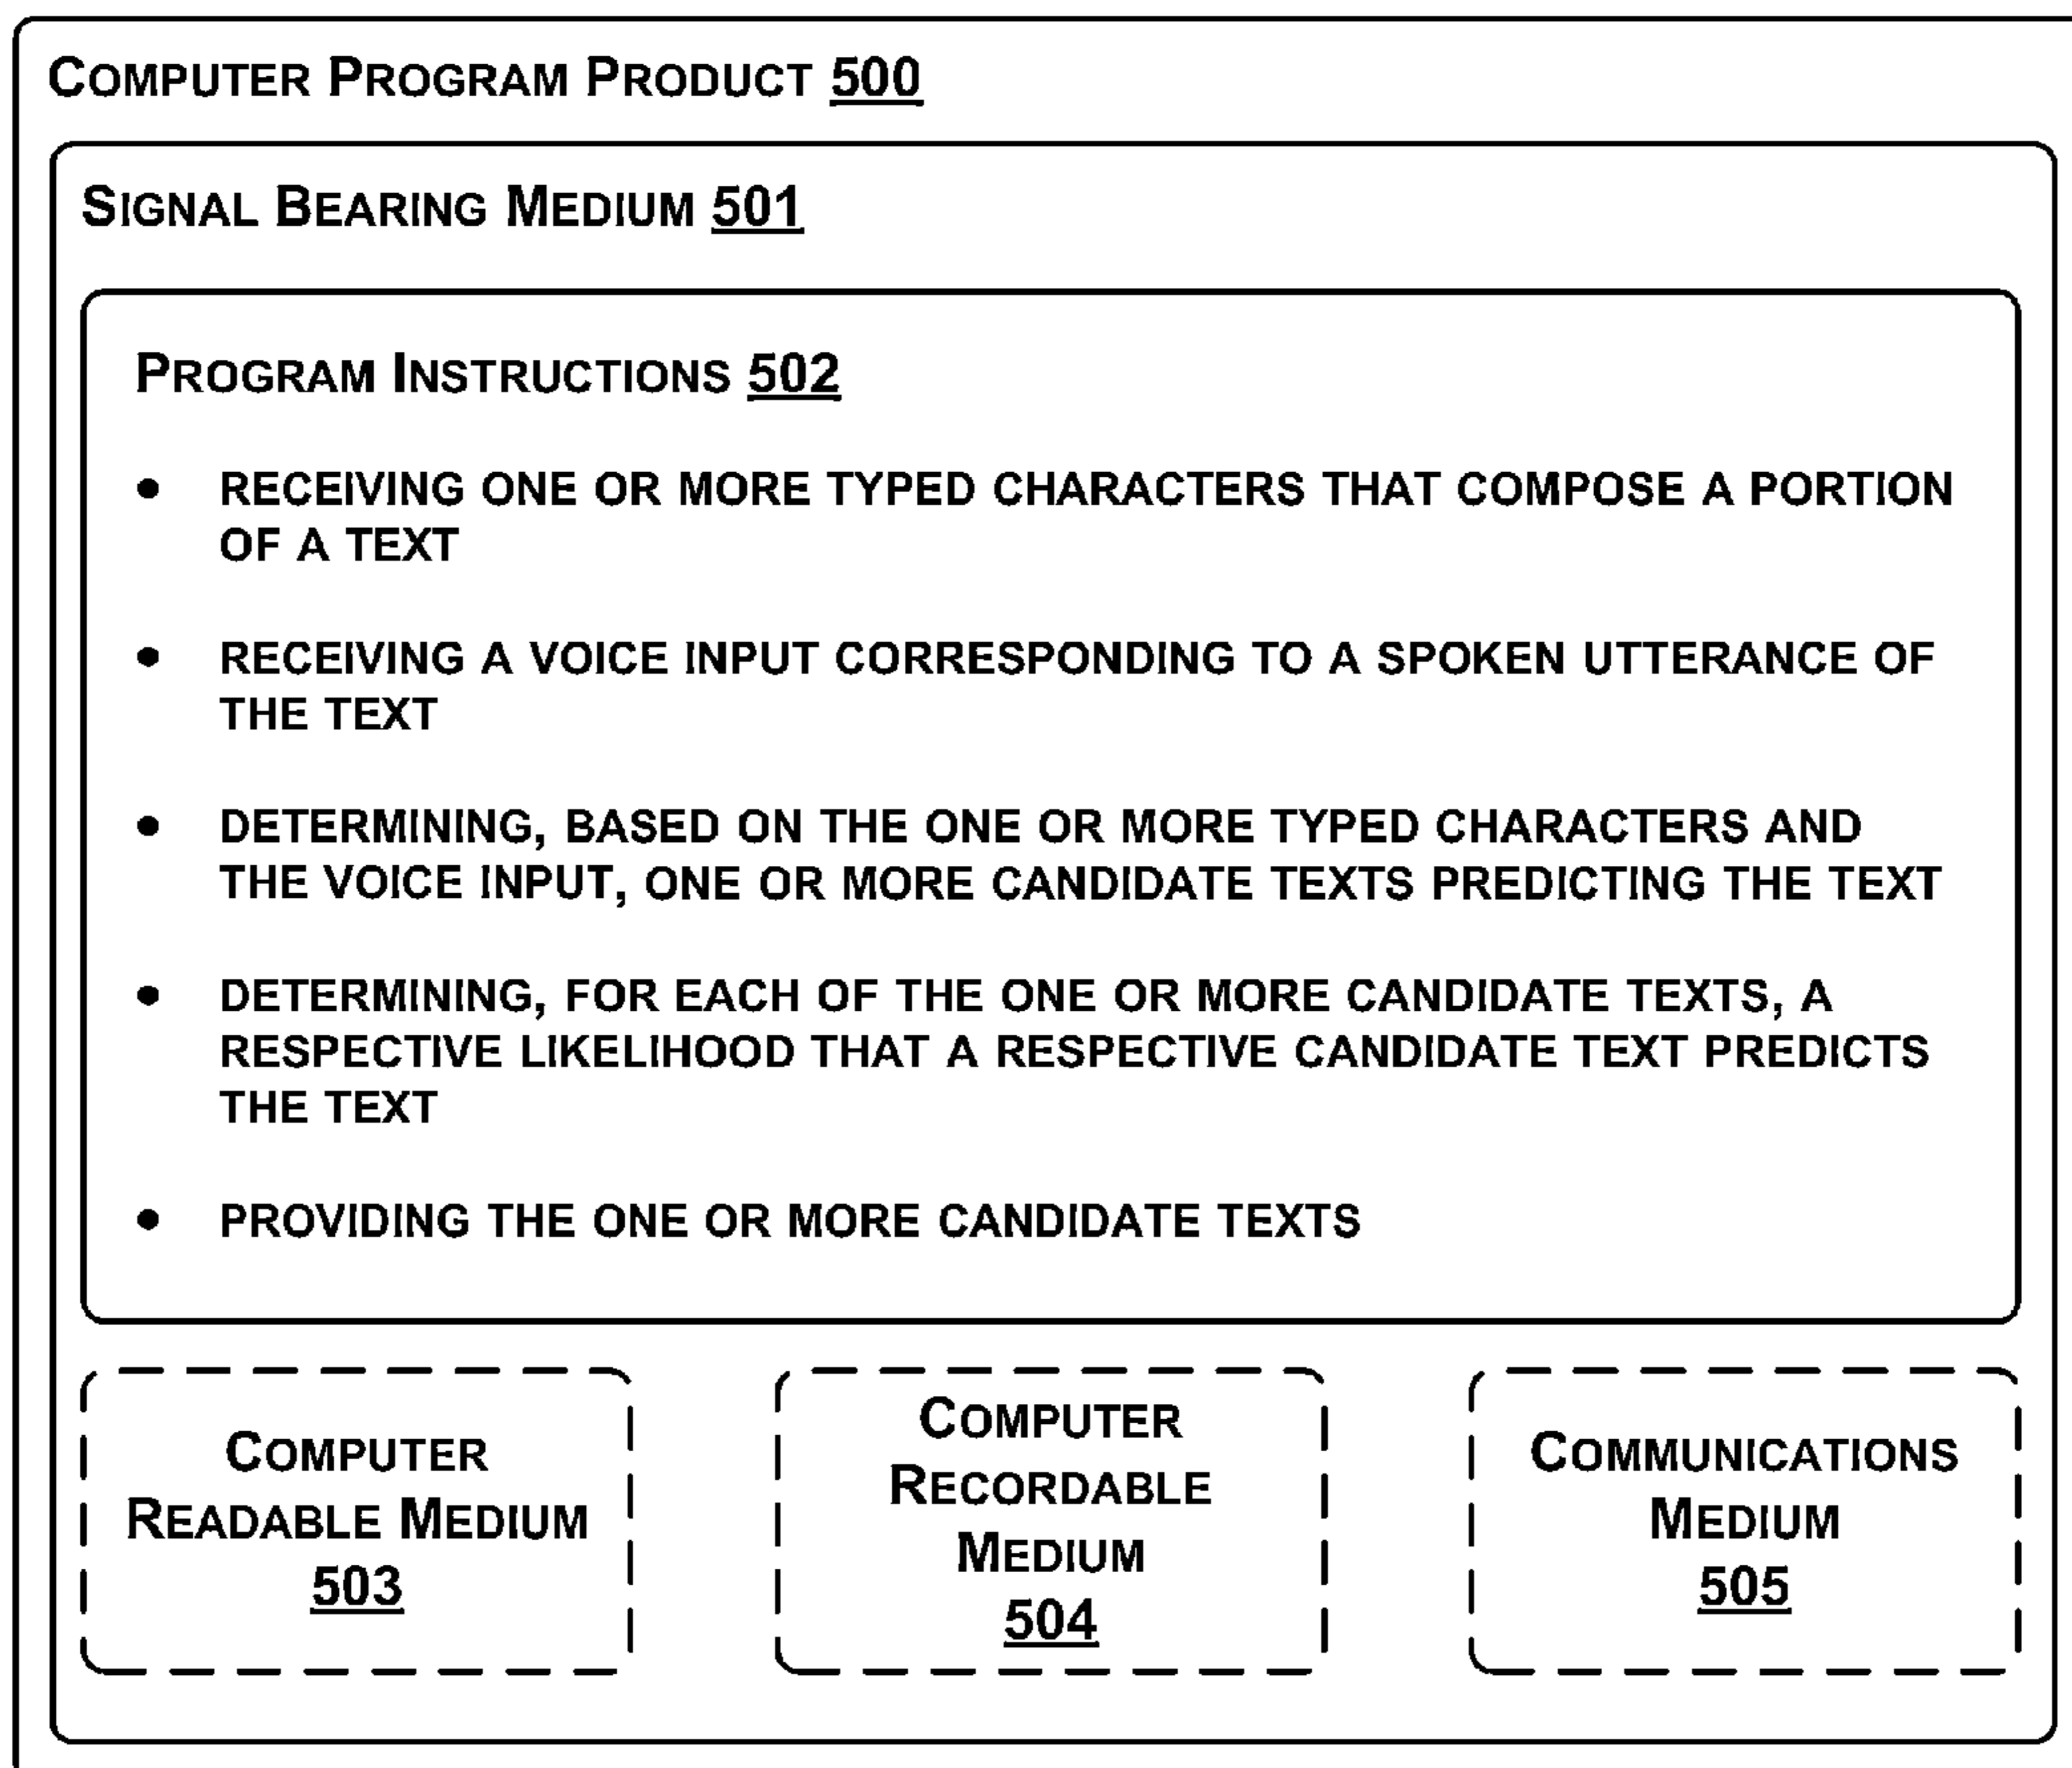 COMPUTER PROGRAM PRODUCT 500
SIGNAL BEARING MEDIUM 501
PROGRAM INSTRUCTIONS 502
• RECEIVING ONE OR MORE TYPED CHARACTERS THAT COMPOSE A PORTION
OF A TEXT
• RECEIVING A VOICE INPUT CORRESPONDING TO A SPOKEN UTTERANCE OF
THE TEXT
• DETERMINING, BASED ON THE ONE OR MORE TYPED CHARACTERS AND
THE VOICE INPUT, ONE OR MORE CANDIDATE TEXTS PREDICTING THE TEXT
• DETERMINING, FOR EACH OF THE ONE OR MORE CANDIDATE TEXTS, A
RESPECTIVE LIKELIHOOD THAT A RESPECTIVE CANDIDATE TEXT PREDICTS
THE TEXT
• PROVIDING THE ONE OR MORE CANDIDATE TEXTS
COMPUTER
READABLE MEDIUM
503
COMPUTER
RECORDABLE
MEDIUM
504
COMMUNICATIONS
MEDIUM
505